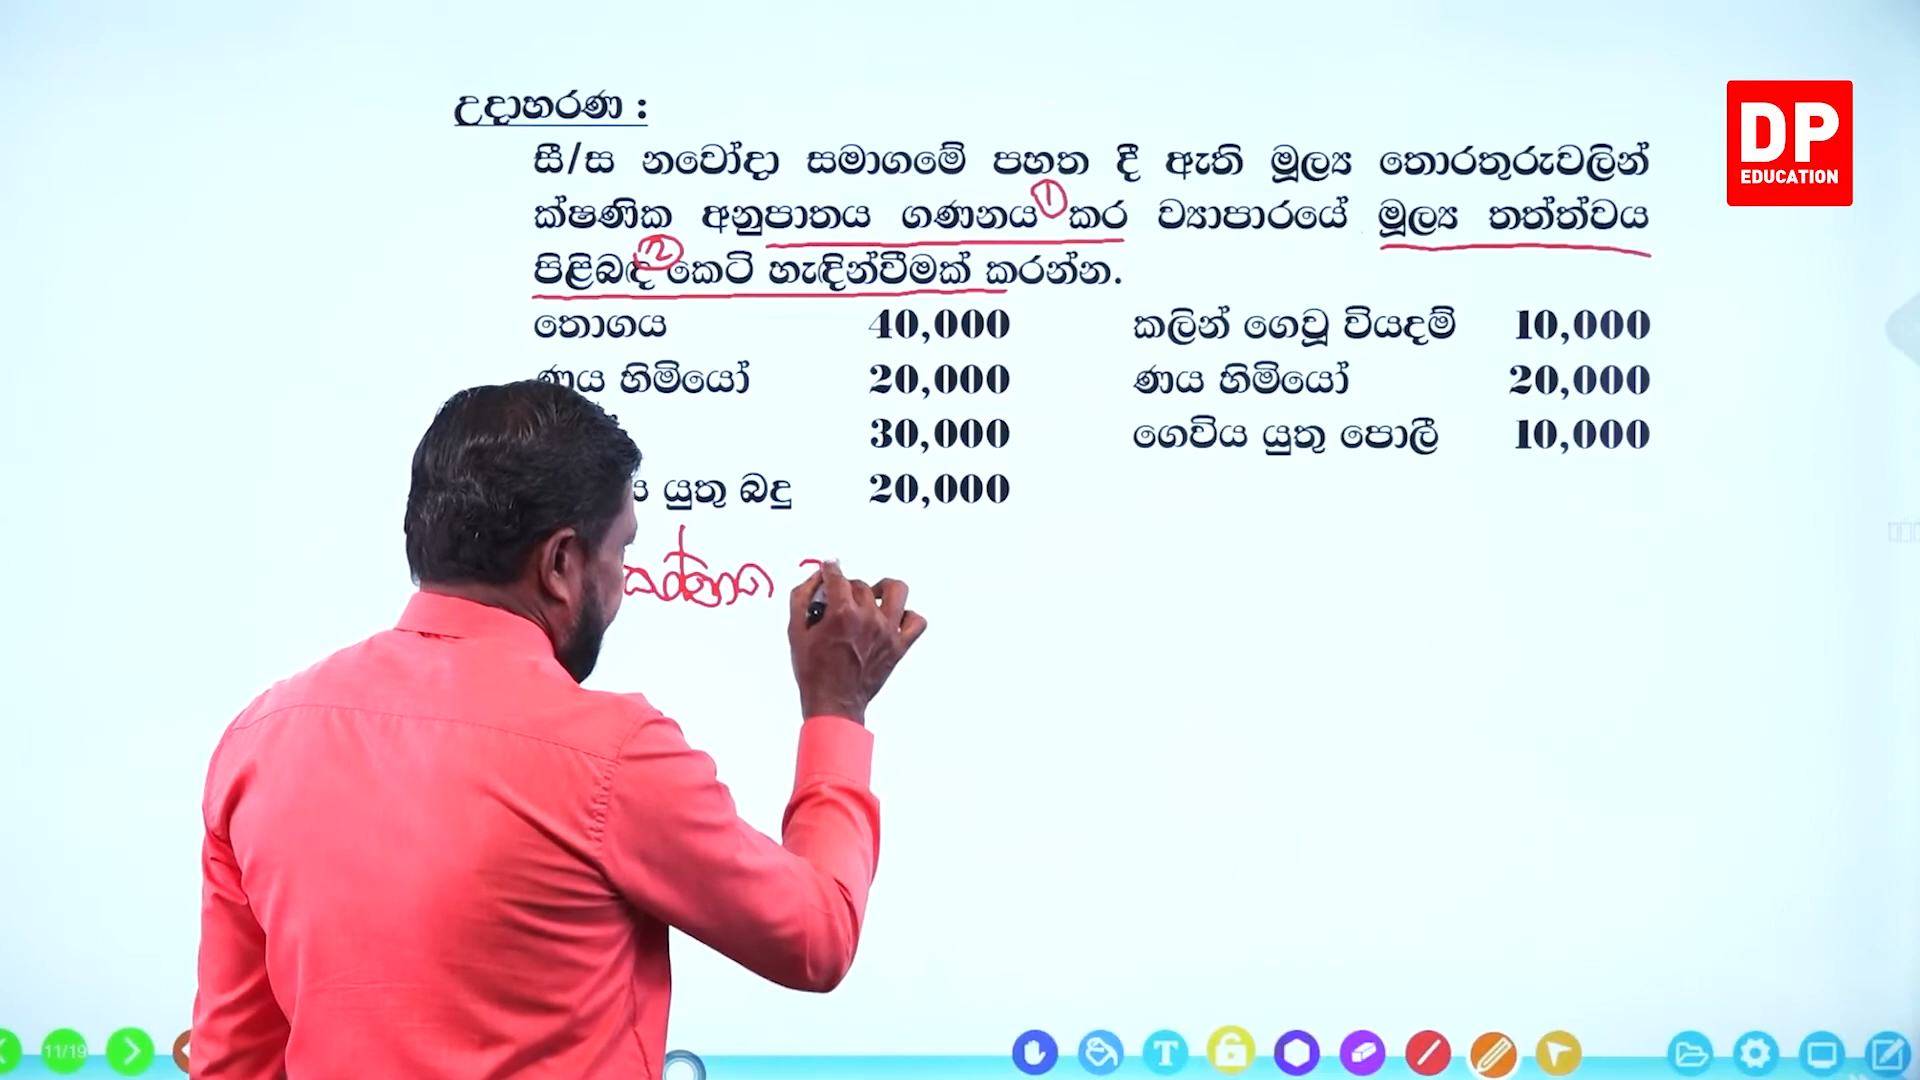 උදාහරණ :
සී/ස නවෝදා සමාගමේ පහත දී ඇති මූල්‍ය තොරතුරුවලින්
ක්ෂණික අනුපාතය ගණනය 1 කර ව්‍යාපාරයේ මූල්‍ය තත්ත්වය
පිළිබඳ 2 කෙටි හැඳින්වීමක් කරන්න.
තොගය 40,000 කලින් ගෙවූ වියදම් 10,000
ණය හිමියෝ 20,000 ණය හිමියෝ 20,000
30,000 ගෙවිය යුතු පොලී 10,000
යුතු බදු 20,000
DP
EDUCATION
11/19
T